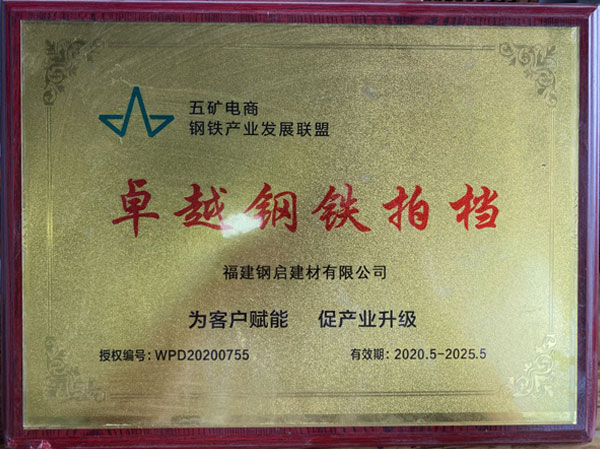 五矿电商
钢铁产业发展联盟
卓越钢铁拍档
福建钢启建材有限公司
为客户赋能 促产业升级
授权编号：WPD20200755 有效期：2020.5-2025.5